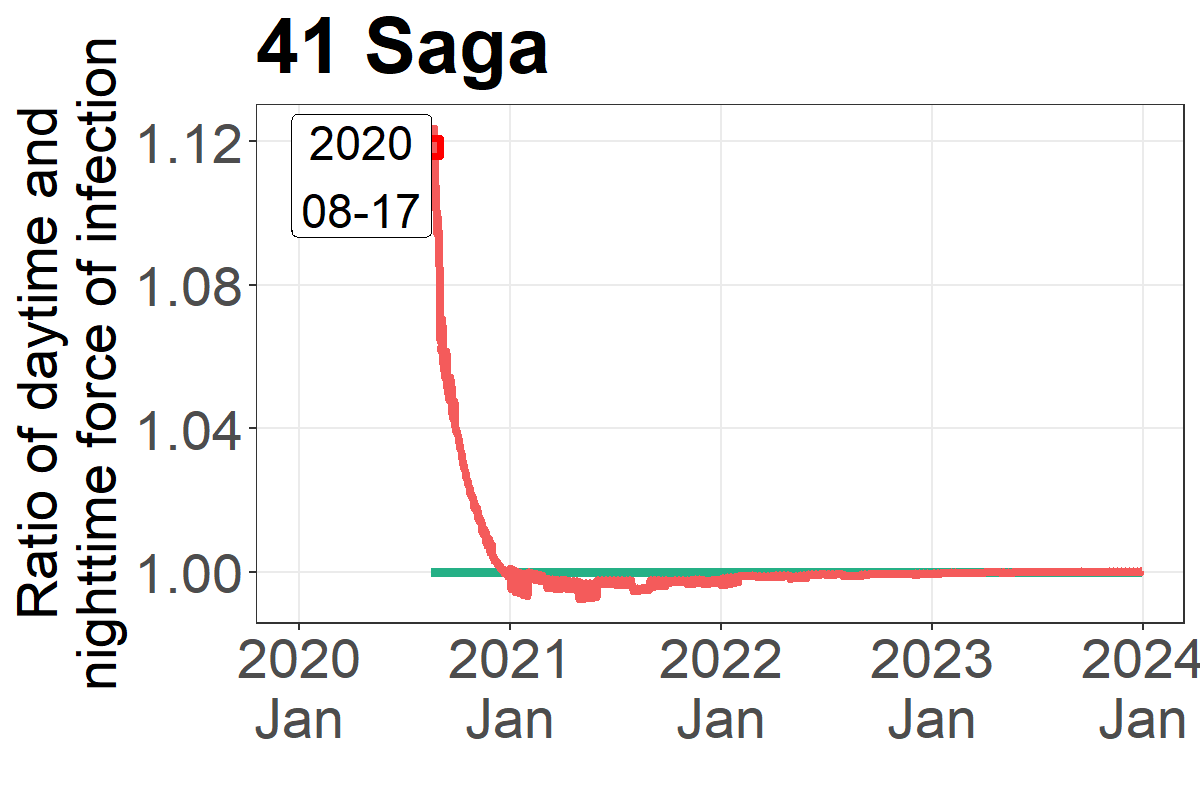 41 Saga
Ratio of daytime and
nighttime force of infection
1.12
1.08
1.04
1.00
2020
08-17
2020
Jan
2021
Jan
2022
Jan
2023
Jan
2024
Jan